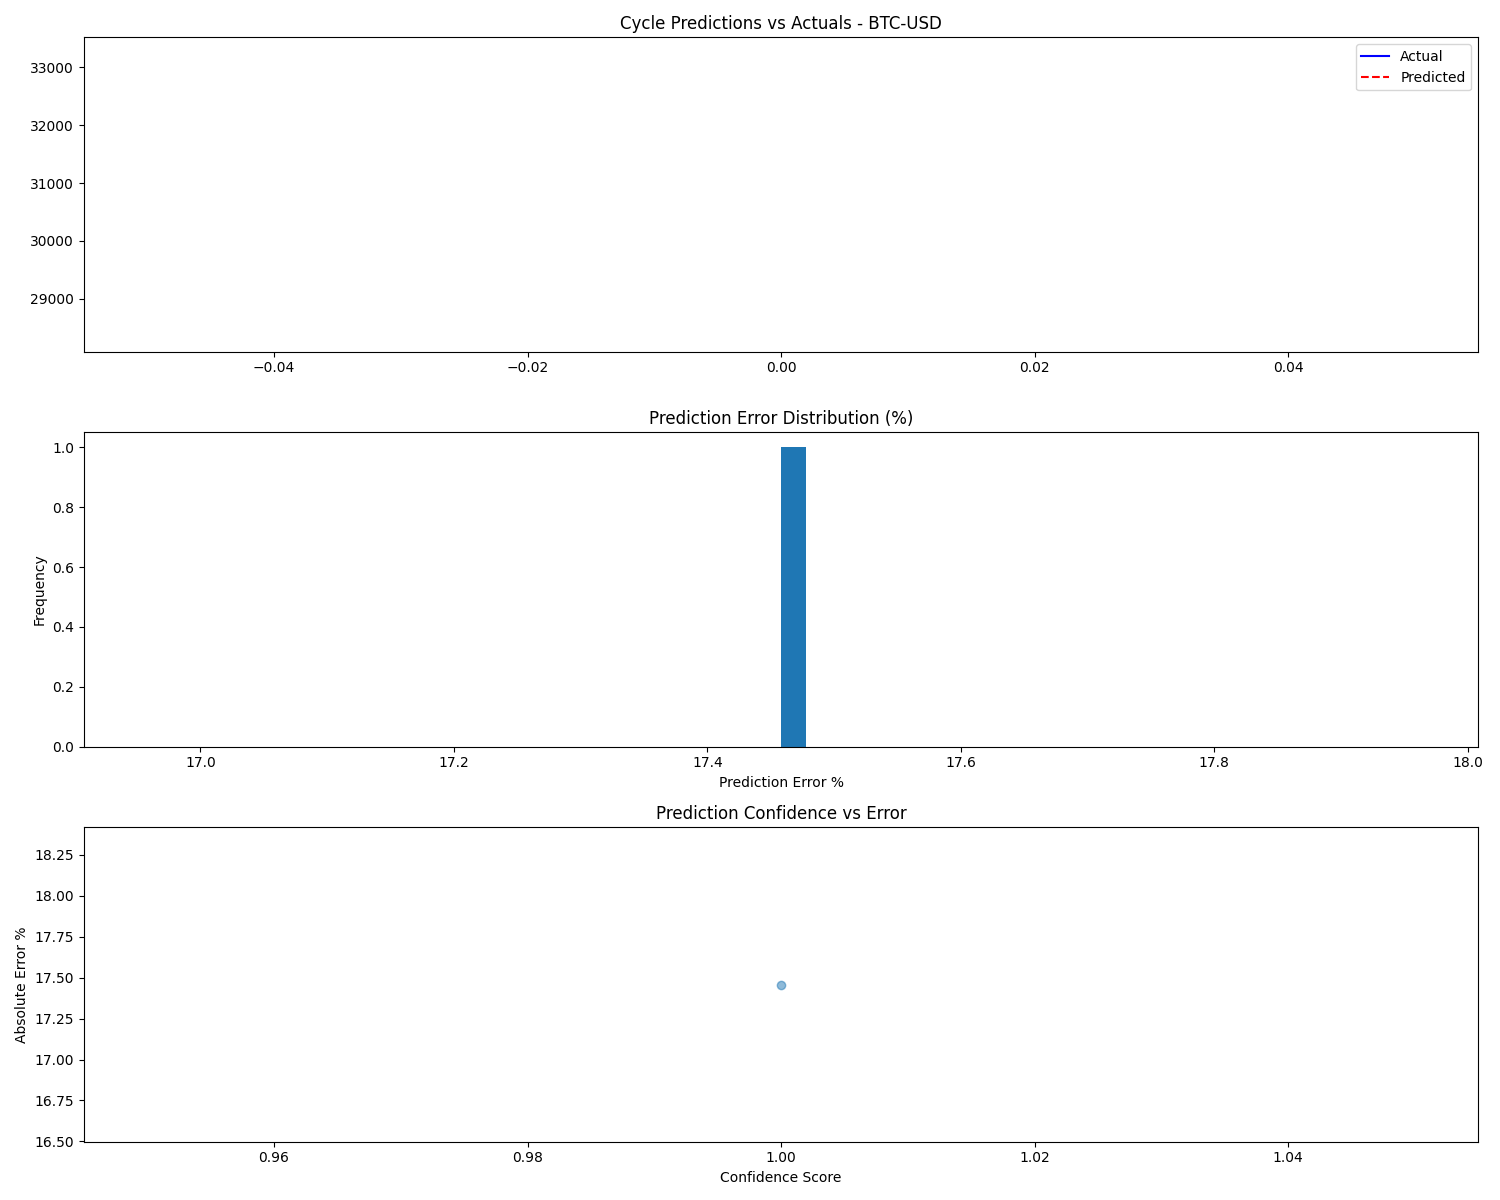 Cycle Predictions vs Actuals - BTC-USD
33000
32000
31000
30000
29000
Actual
Predicted
−0.04 −0.02 0.00 0.02 0.04
Prediction Error Distribution (%)
Frequency
1.0
0.8
0.6
0.4
0.2
0.0
17.0 17.2 17.4 17.6 17.8 18.0
Prediction Error %
Prediction Confidence vs Error
Absolute Error %
18.25
18.00
17.75
17.50
17.25
17.00
16.75
16.50
0.96 0.98 1.00 1.02 1.04
Confidence Score